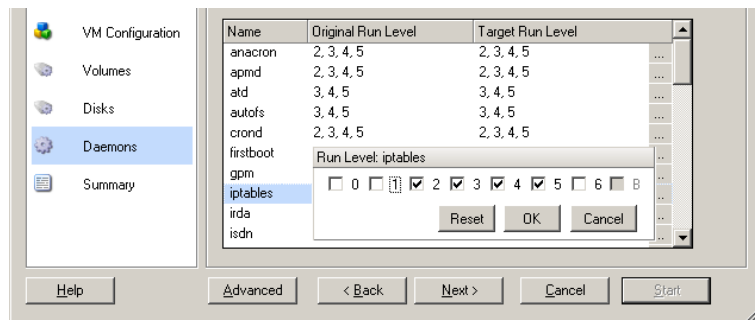 VM Configuration
Volumes
Disks
Daemons
Summary
Name Original Run Level Target Run Level
anacron 2, 3, 4, 5 2, 3, 4, 5 ...
apmd 2, 3, 4, 5 2, 3, 4, 5 ...
atd 3, 4, 5 3, 4, 5 ...
autofs 3, 4, 5 3, 4, 5 ...
crond 2, 3, 4, 5 2, 3, 4, 5 ...
firstboot
gpm
iptables
irda
isdn
Run Level: iptables
0 1 2 3 4 5 6 B
Reset OK Cancel
Help Advanced < Back Next > Cancel Start